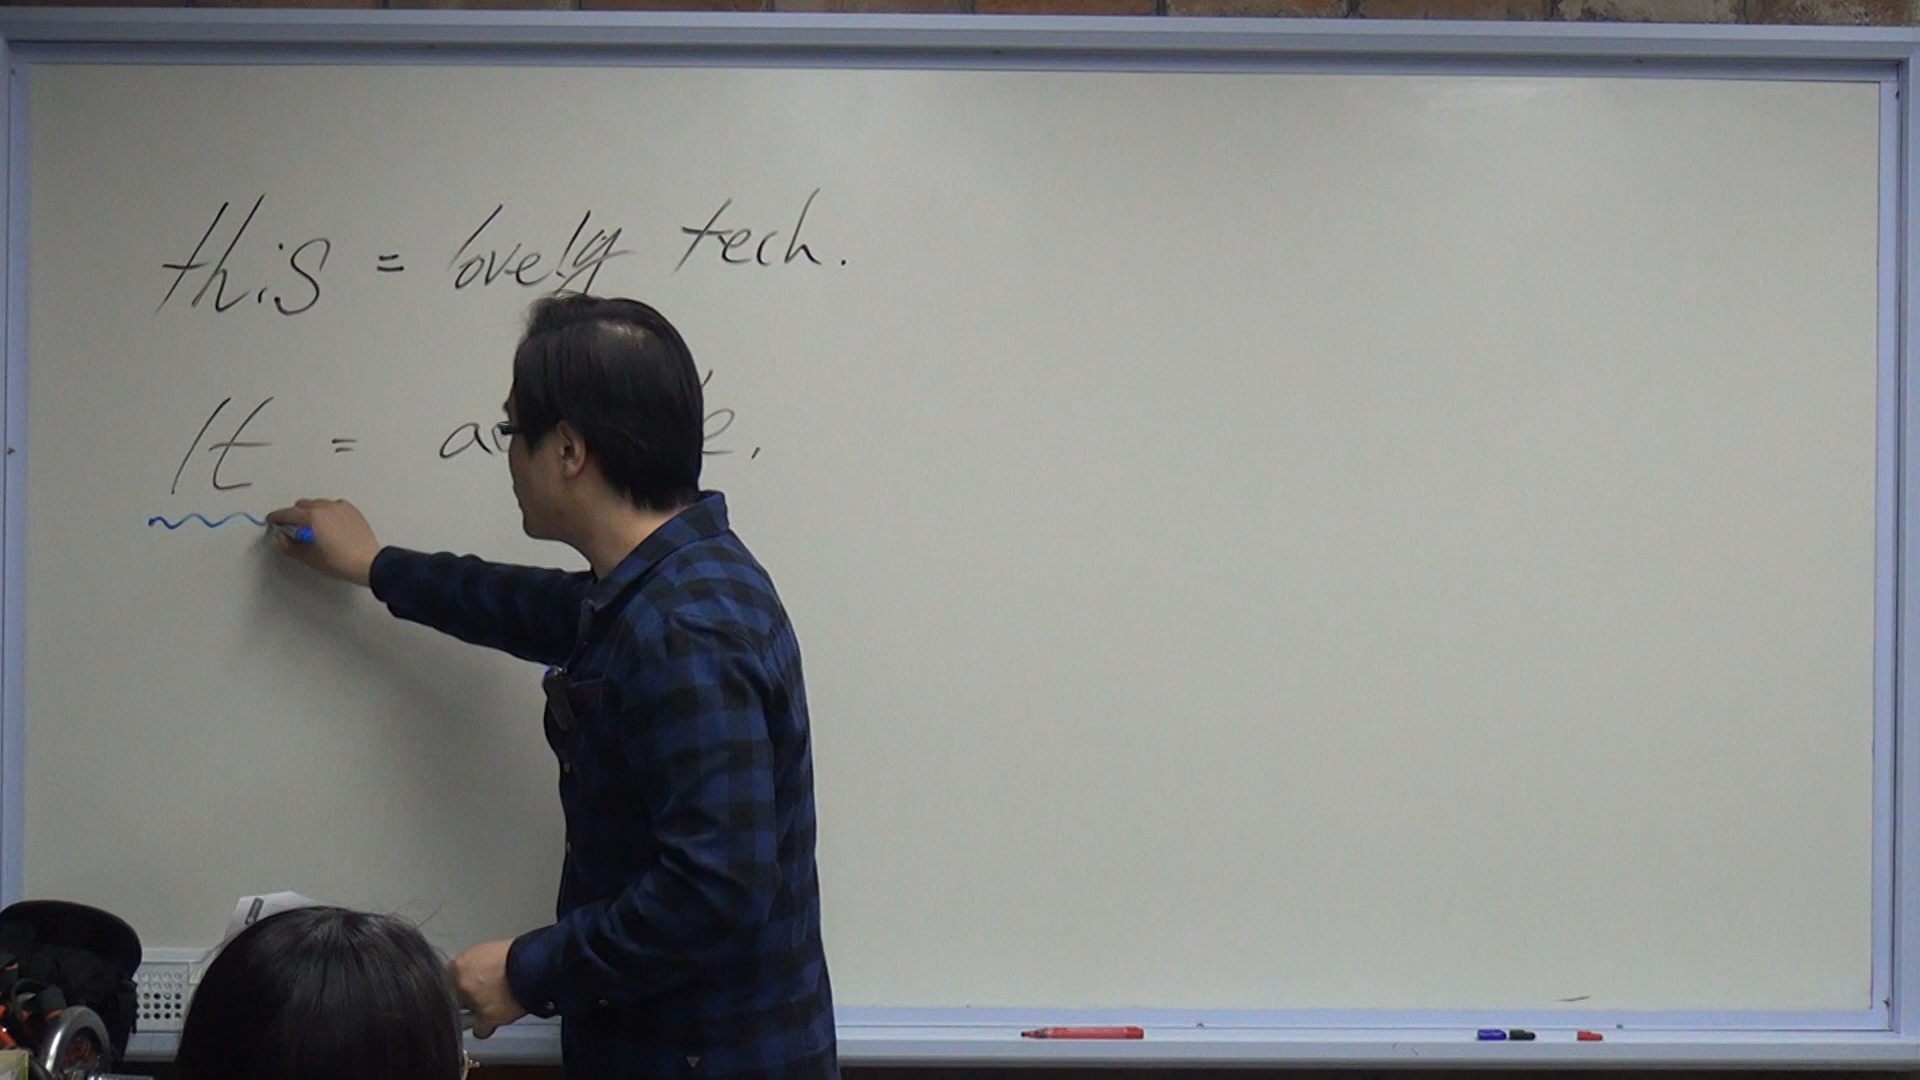 this = lovely tech.
It =